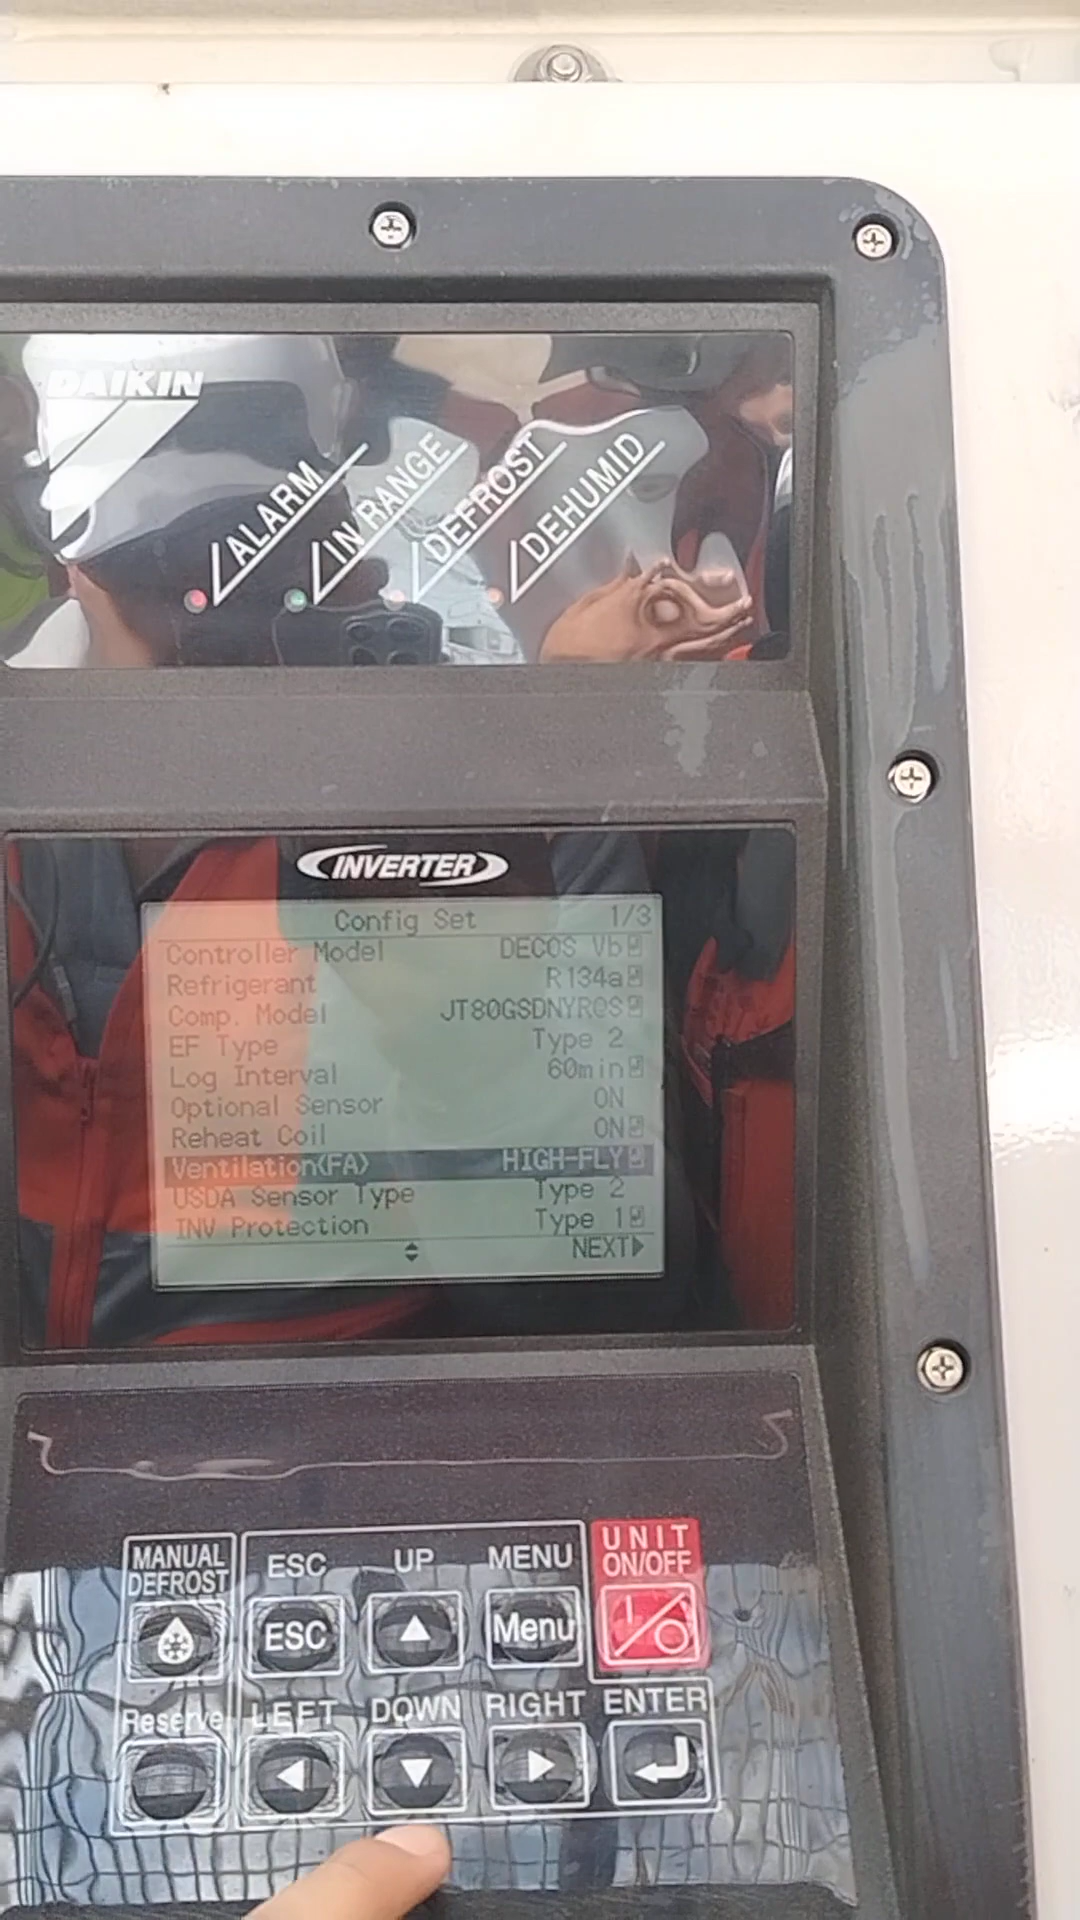 DAIKIN
ALARM
IN RANGE
DEFROST
DEHUMID
INVERTER
Config Set 1/3
Controller Model DECOS Vb
Refrigerant R134a
Comp. Model JT80GSDNYR@S
EF Type Type 2
Log Interval 60min
Optional Sensor ON
Reheat Coil ON
Ventilation(FA) HIGH-FLY
USDA Sensor Type Type 2
INV Protection Type 1
NEXT
MANUAL DEFROST
ESC
UP
MENU
UNIT ON/OFF
ESC
Menu
Reserve
LEFT
DOWN
RIGHT
ENTER